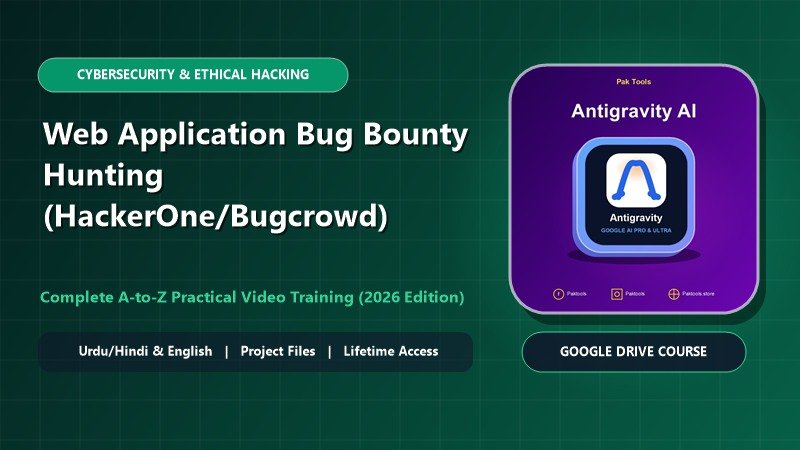 CYBERSECURITY & ETHICAL HACKING
Web Application Bug Bounty
Hunting
(HackerOne/Bugcrowd)
Complete A-to-Z Practical Video Training (2026 Edition)
Urdu/Hindi & English | Project Files | Lifetime Access
Pak Tools
Antigravity AI
Antigravity
GOOGLE AI PRO & ULTRA
Paktools Paktools Paktools.store
GOOGLE DRIVE COURSE